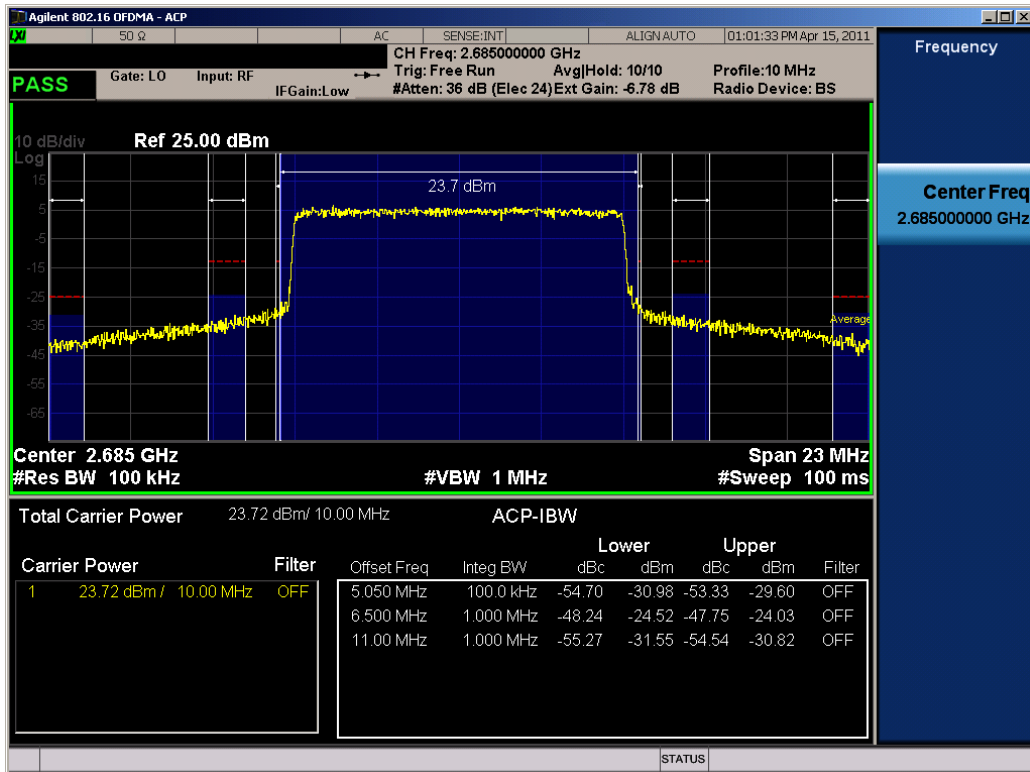 Agilent 802.16 OFDMA - ACP
LXI 50 Ω AC SENSE:INT ALIGN AUTO 01:01:33 PM Apr 15, 2011
CH Freq: 2.685000000 GHz
Trig: Free Run Avg|Hold: 10/10 Profile:10 MHz
PASS Gate: LO Input: RF IFGain:Low #Atten: 36 dB (Elec 24) Ext Gain: -6.78 dB Radio Device: BS
Frequency
Center Freq
2.685000000 GHz
10 dB/div Ref 25.00 dBm
Log
15
5
-5
-15
-25
-35
-45
-55
-65
23.7 dBm
Average
Center 2.685 GHz Span 23 MHz
#Res BW 100 kHz #VBW 1 MHz #Sweep 100 ms
Total Carrier Power 23.72 dBm/ 10.00 MHz ACP-IBW
Lower Upper
Carrier Power Filter Offset Freq Integ BW dBc dBm dBc dBm Filter
1 23.72 dBm / 10.00 MHz OFF 5.050 MHz 100.0 kHz -54.70 -30.98 -53.33 -29.60 OFF
6.500 MHz 1.000 MHz -48.24 -24.52 -47.75 -24.03 OFF
11.00 MHz 1.000 MHz -55.27 -31.55 -54.54 -30.82 OFF
STATUS